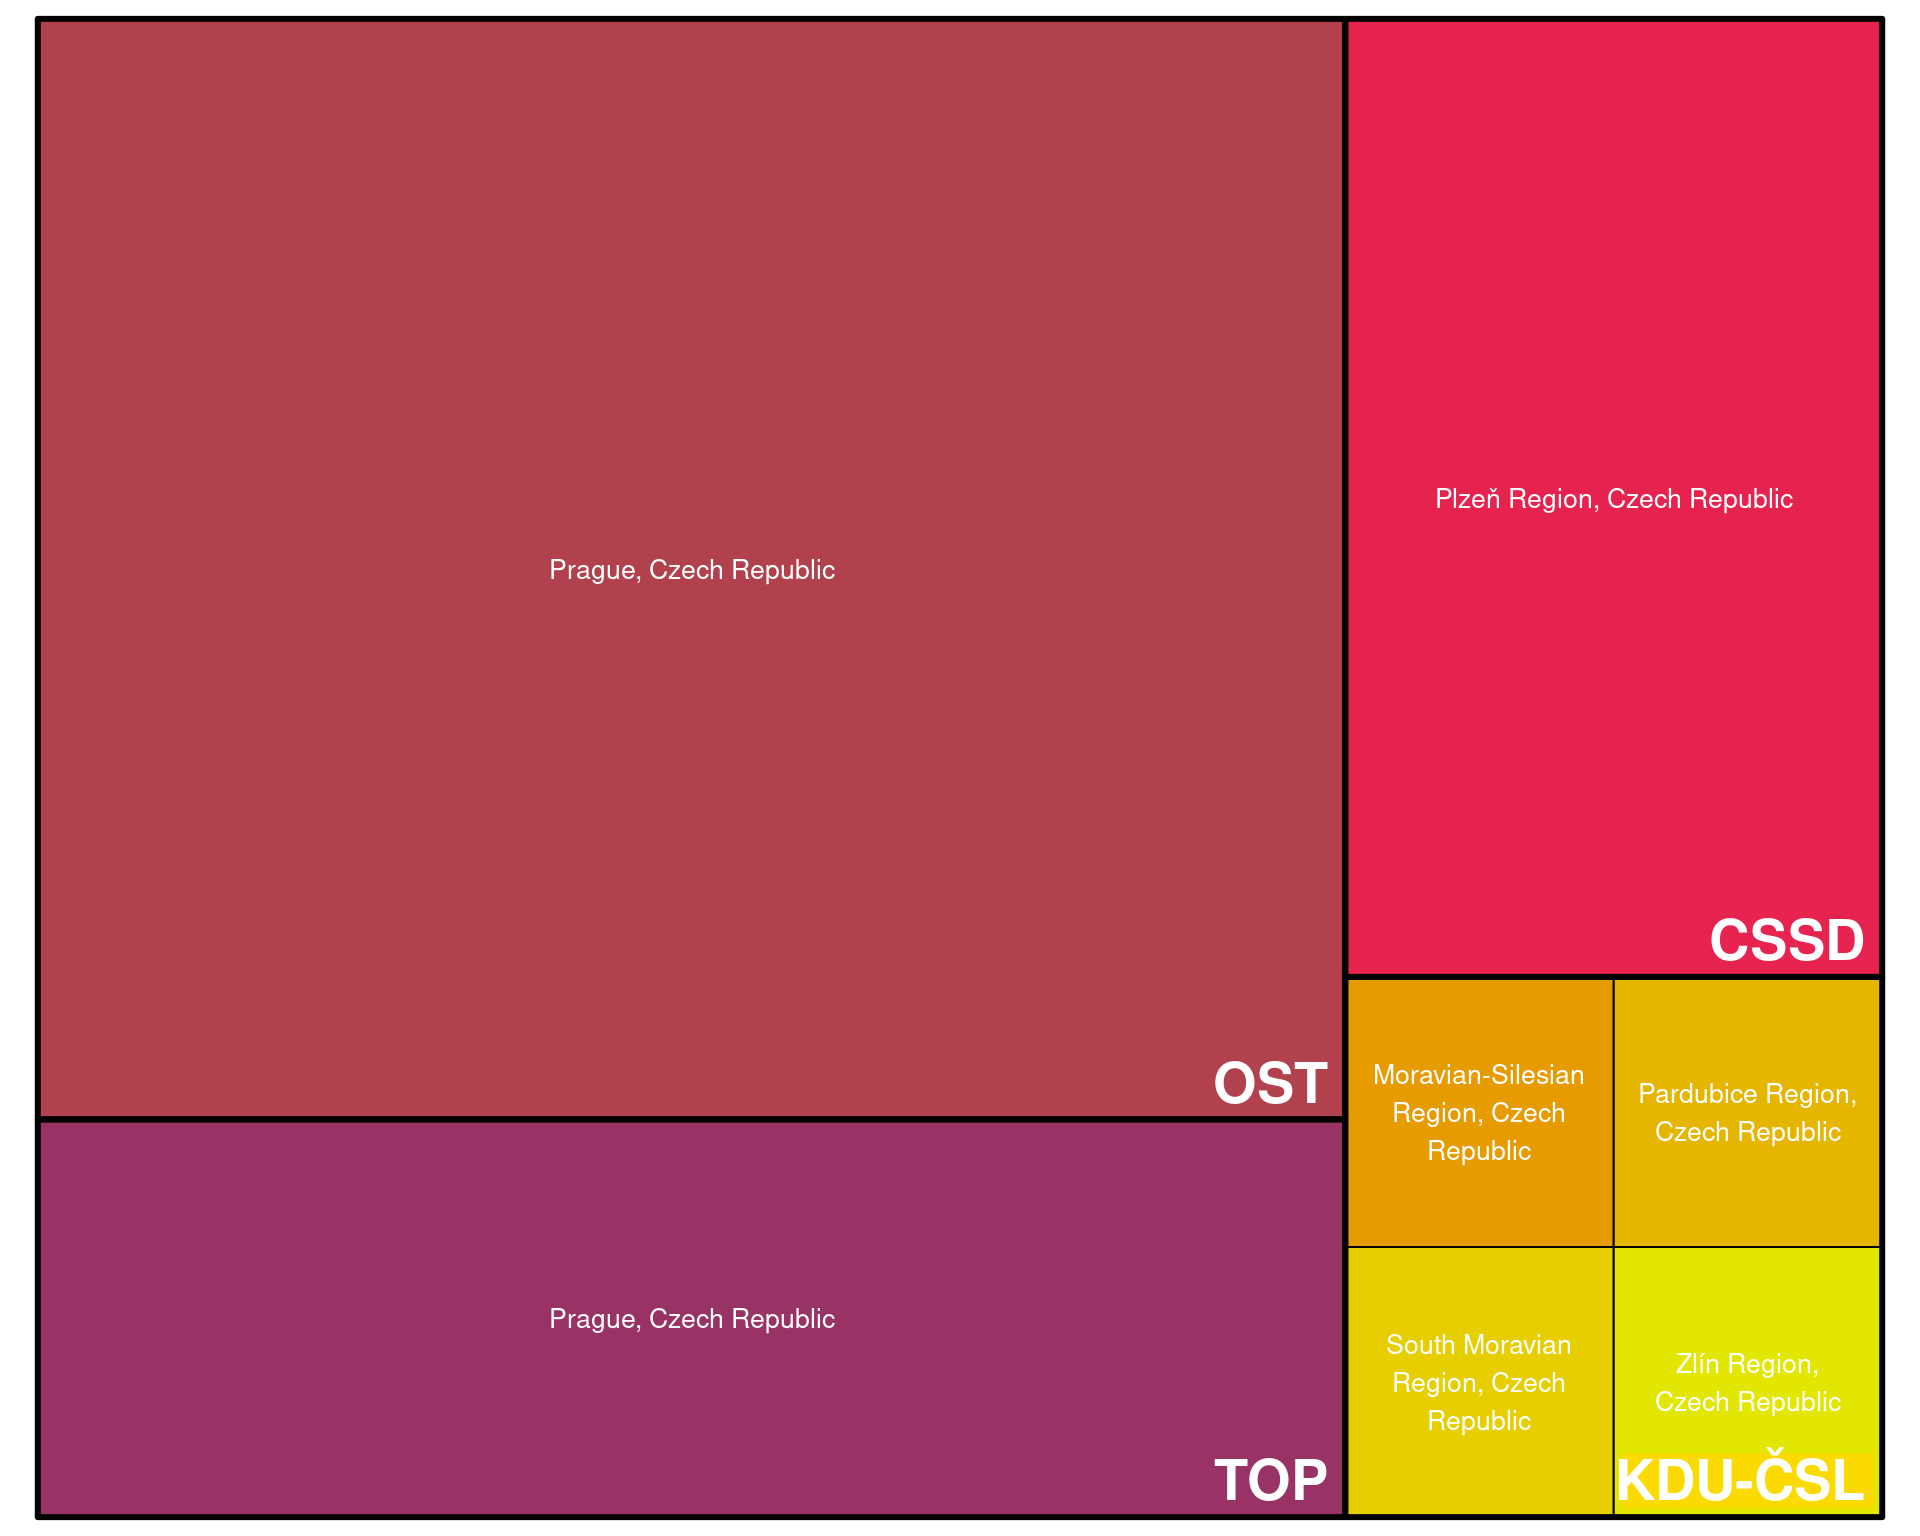 Prague, Czech Republic
OST
Prague, Czech Republic
TOP
Plzeň Region, Czech Republic
CSSD
Moravian-Silesian
Region, Czech
Republic
Pardubice Region,
Czech Republic
South Moravian
Region, Czech
Republic
Zlín Region,
Czech Republic
KDU-ČSL